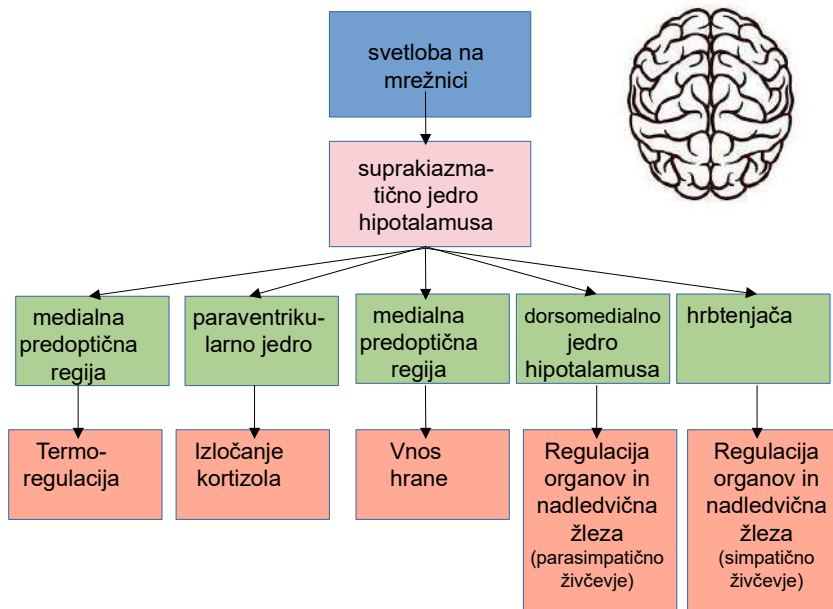 svetloba na
mrežnici
suprakiazma-
tično jedro
hipotalamusa
medialna
predoptična
regija
paraventriku-
larno jedro
medialna
predoptična
regija
dorsomedialno
jedro
hipotalamusa
hrbtenjača
Termo-
regulacija
Izločanje
kortizola
Vnos
hrane
Regulacija
organov in
nadledvična
žleza
(parasimpatično
živčevje)
Regulacija
organov in
nadledvična
žleza
(simpatično
živčevje)